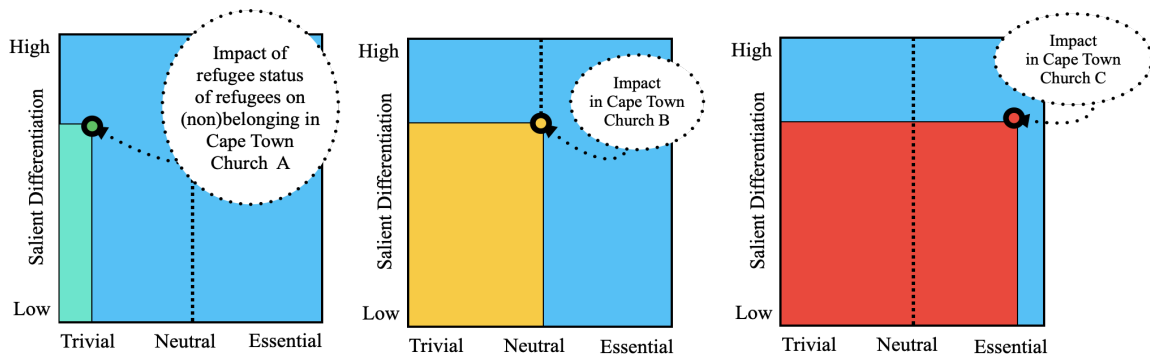 High
Salient Differentiation
Low
Trivial Neutral Essential
Impact of
refugee status
of refugees on
(non)belonging in
Cape Town
Church A
High
Salient Differentiation
Low
Trivial Neutral Essential
Impact
in Cape Town
Church B
High
Salient Differentiation
Low
Trivial Neutral Essential
Impact
in Cape Town
Church C